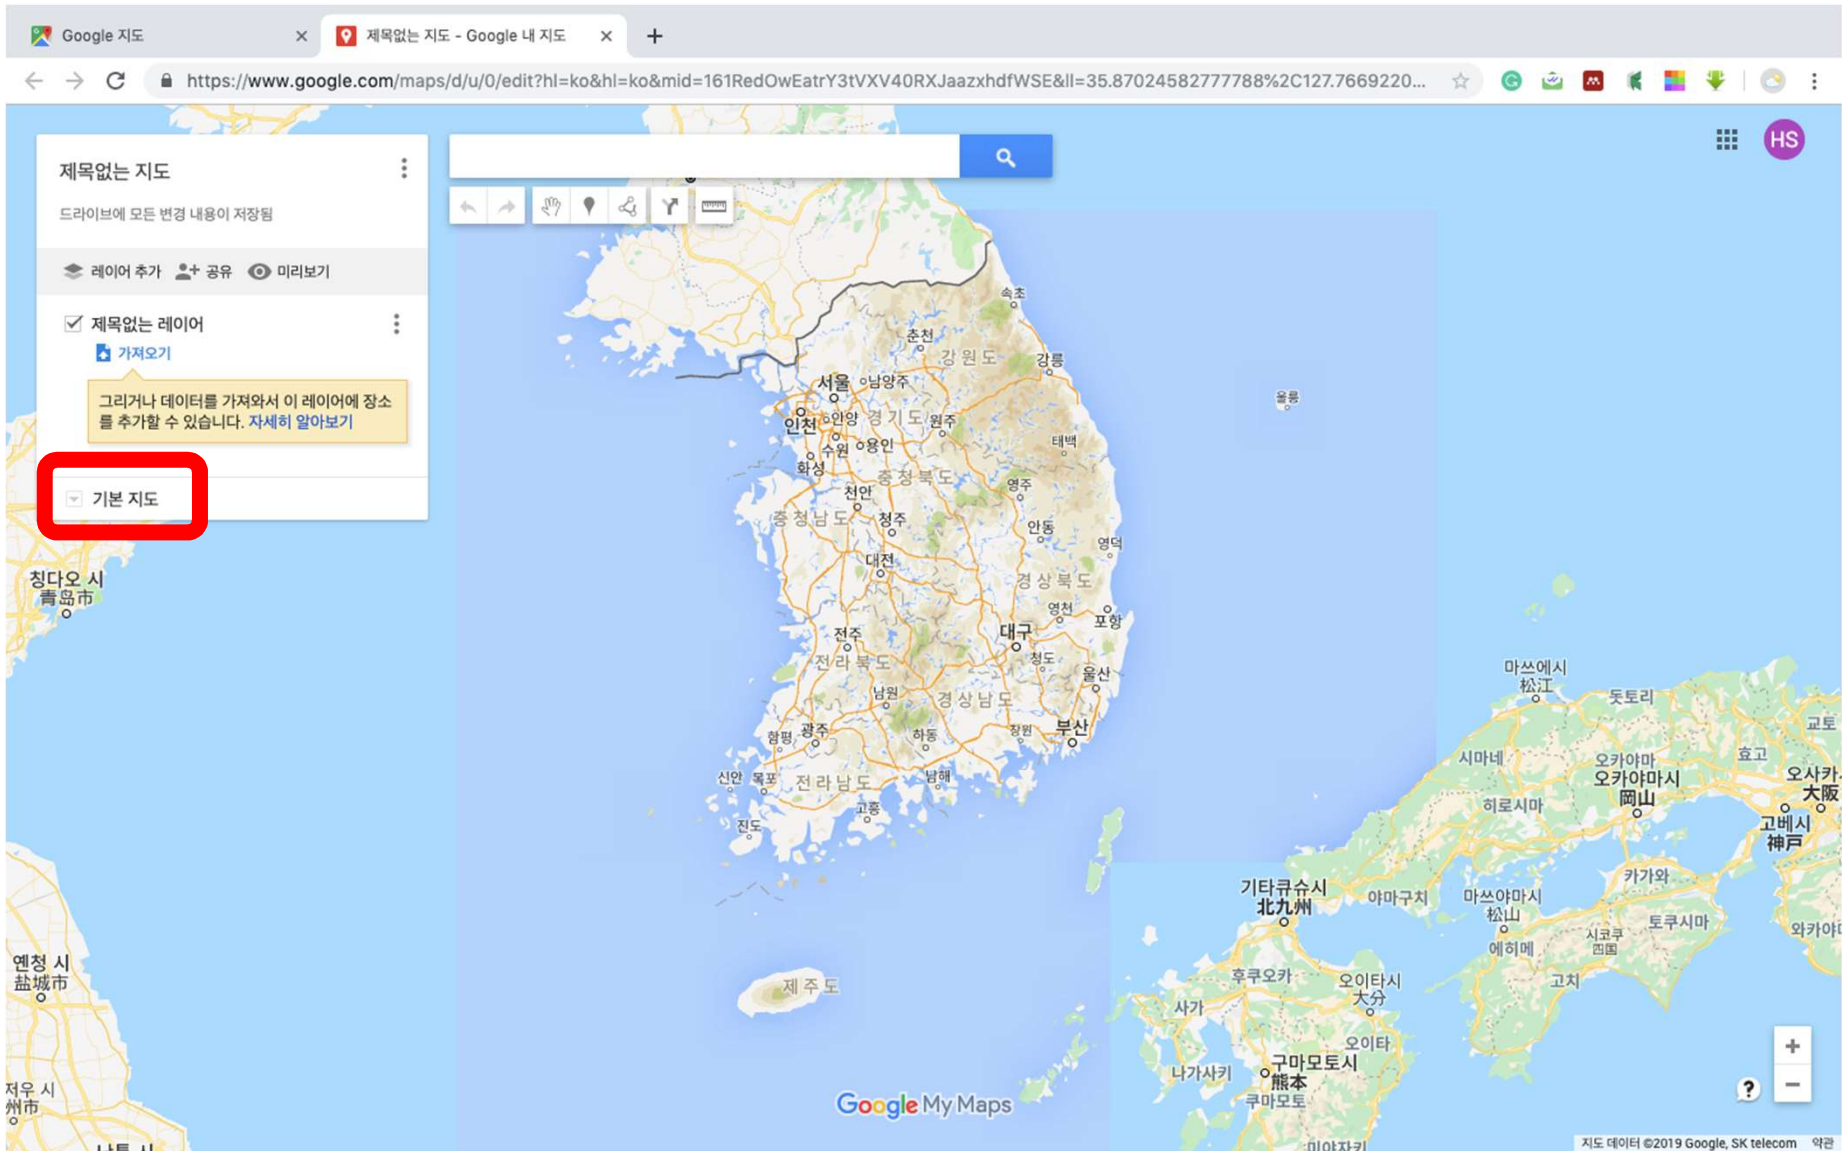 Google 지도
제목없는 지도 - Google 내 지도
https://www.google.com/maps/d/u/0/edit?hl=ko&hl=ko&mid=161RedOwEatrY3tVXV40RXJaazxhdfWSE&ll=35.87024582777788%2C127.7669220...
HS
제목없는 지도
드라이브에 모든 변경 내용이 저장됨
레이어 추가 공유 미리보기
제목없는 레이어
가져오기
그리거나 데이터를 가져와서 이 레이어에 장소
를 추가할 수 있습니다. 자세히 알아보기
기본 지도
속초
춘천
강원도
강릉
서울
남양주
울릉
인천
안양
경기도
원주
태백
수원
용인
화성
충청북도
영주
천안
충청남도
청주
안동
영덕
대전
경상북도
칭다오 시
青岛市
영천
포항
대구
전주
전라북도
청도
울산
마쓰에시
松江
돗토리
남원
경상남도
교토
함평
광주
하동
창원
부산
시마네
오카야마
효고
오카야마시
岡山
오사카
大阪
신안
목포
전라남도
남해
고흥
히로시마
진도
고베시
神戸
카가와
기타큐슈시
北九州
야마구치
마쓰야마시
松山
토쿠시마
시코쿠
四国
에히메
와카야
옌청 시
盐城市
제주도
후쿠오카
오이타시
大分
고치
사가
오이타
나가사키
구마모토시
熊本
쿠마모토
저우 시
州市
Google My Maps
미야자키
지도 데이터 ©2019 Google, SK telecom 약관